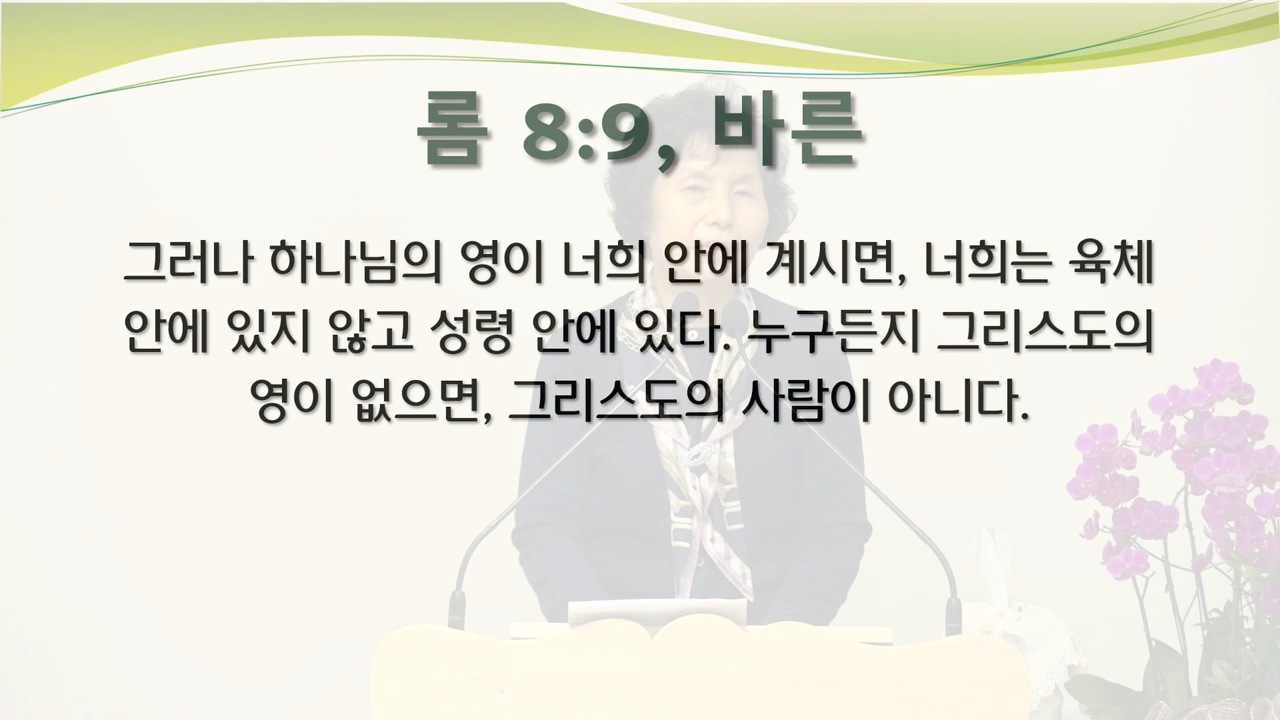 롬 8:9, 바른
그러나 하나님의 영이 너희 안에 계시면, 너희는 육체
안에 있지 않고 성령 안에 있다. 누구든지 그리스도의
영이 없으면, 그리스도의 사람이 아니다.